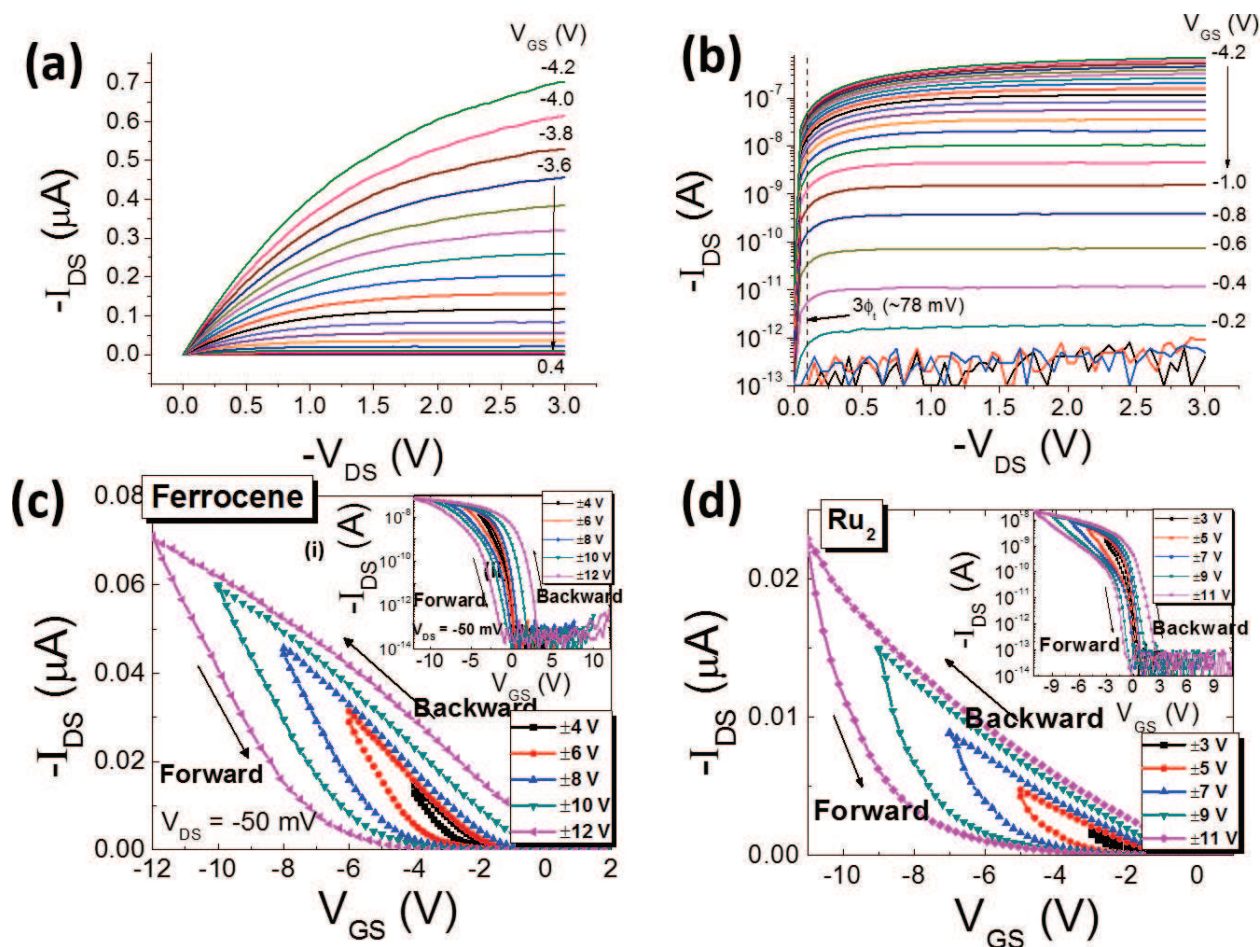 (a)
V_GS (V)
-4.2
-4.0
-3.8
-3.6
0.4
0.7
0.6
0.5
0.4
0.3
0.2
0.1
0.0
-I_DS (μA)
0.0 0.5 1.0 1.5 2.0 2.5 3.0
-V_DS (V)
(b)
V_GS (V)
-4.2
-1.0
-0.8
-0.6
-0.4
-0.2
3ϕ_t (~78 mV)
10^-7
10^-8
10^-9
10^-10
10^-11
10^-12
10^-13
-I_DS (A)
0.0 0.5 1.0 1.5 2.0 2.5 3.0
-V_DS (V)
(c)
Ferrocene
(i)
0.08
0.06
0.04
0.02
0.00
-I_DS (μA)
-12 -10 -8 -6 -4 -2 0 2
V_GS (V)
Forward
Backward
V_DS = -50 mV
±4 V
±6 V
±8 V
±10 V
±12 V
-I_DS (A)
10^-8
10^-10
10^-12
10^-14
Forward
Backward
V_DS = -50 mV
-10 -5 0 5 10
V_GS (V)
±4 V
±6 V
±8 V
±10 V
±12 V
(d)
Ru_2
0.02
0.01
0.00
-I_DS (μA)
-10 -8 -6 -4 -2 0
V_GS (V)
Forward
Backward
±3 V
±5 V
±7 V
±9 V
±11 V
-I_DS (A)
10^-8
10^-9
10^-10
10^-11
10^-12
10^-13
10^-14
Forward
Backward
-9 -6 -3 0 3 6 9
V_GS (V)
±3 V
±5 V
±7 V
±9 V
±11 V